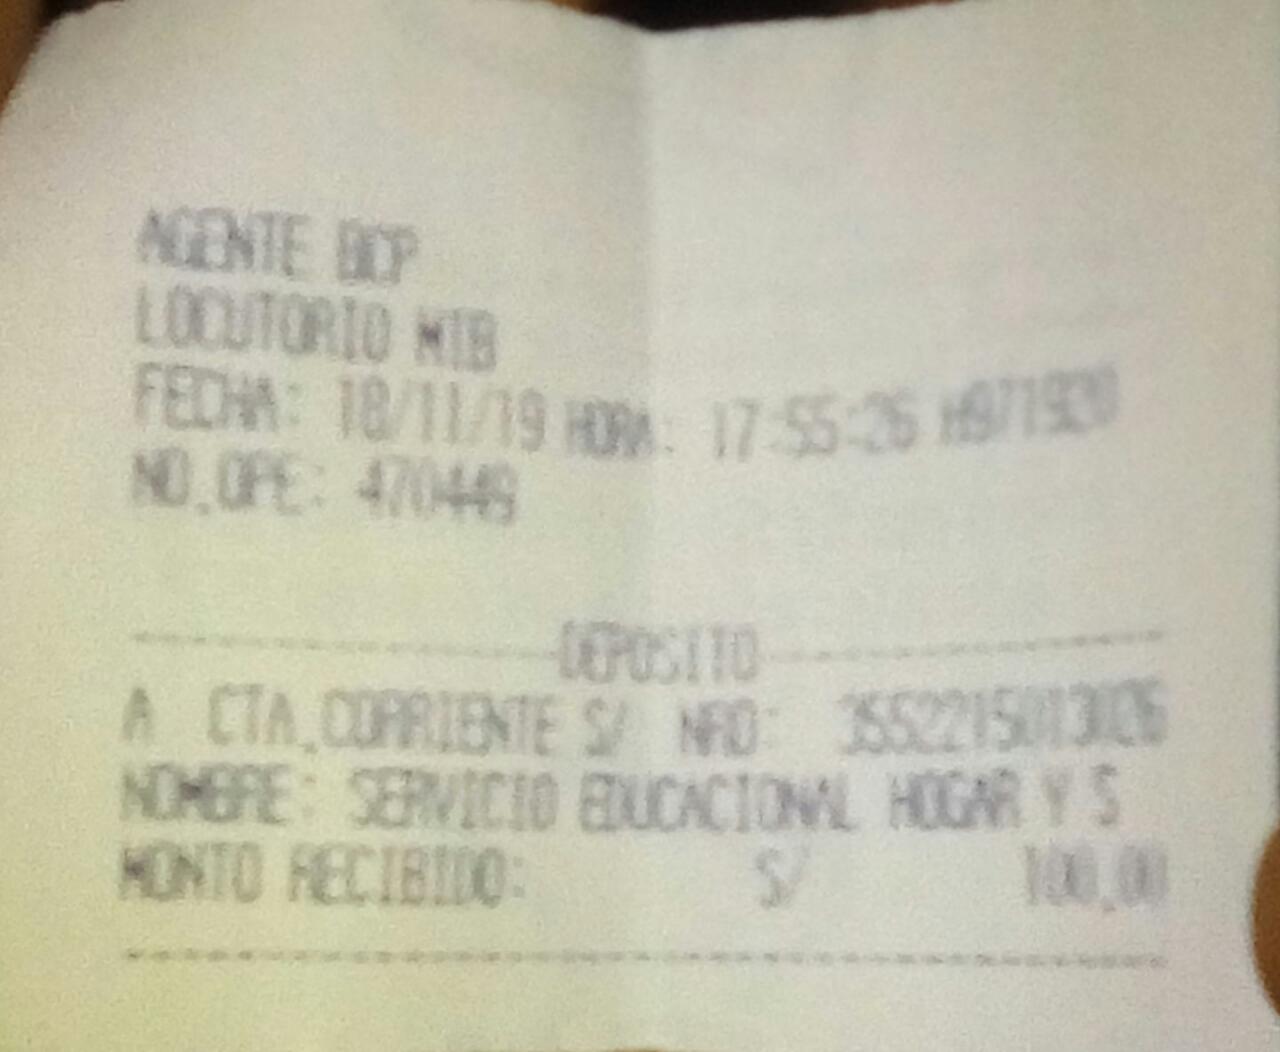 AGENTE BCP
LOCUTORIO MTB
FECHA: 18/11/19 HORA: 17:55:26
NO.OPE: 470449
DEPOSITO
A CTA.CORRIENTE S/ NRO:
NOMBRE: SERVICIO EDUCACIONAL HOGAR Y S
MONTO RECIBIDO: S/ 100.00